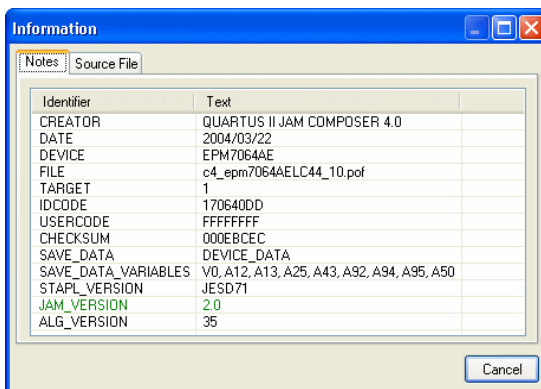 Information
Notes Source File
Identifier Text
CREATOR QUARTUS II JAM COMPOSER 4.0
DATE 2004/03/22
DEVICE EPM7064AE
FILE c4_epm7064AELC44_10.pof
TARGET 1
IDCODE 170640DD
USERCODE FFFFFFFF
CHECKSUM 000EBCEC
SAVE_DATA DEVICE_DATA
SAVE_DATA_VARIABLES V0, A12, A13, A25, A43, A92, A94, A95, A50
STAPL_VERSION JESD71
JAM_VERSION 2.0
ALG_VERSION 35
Cancel